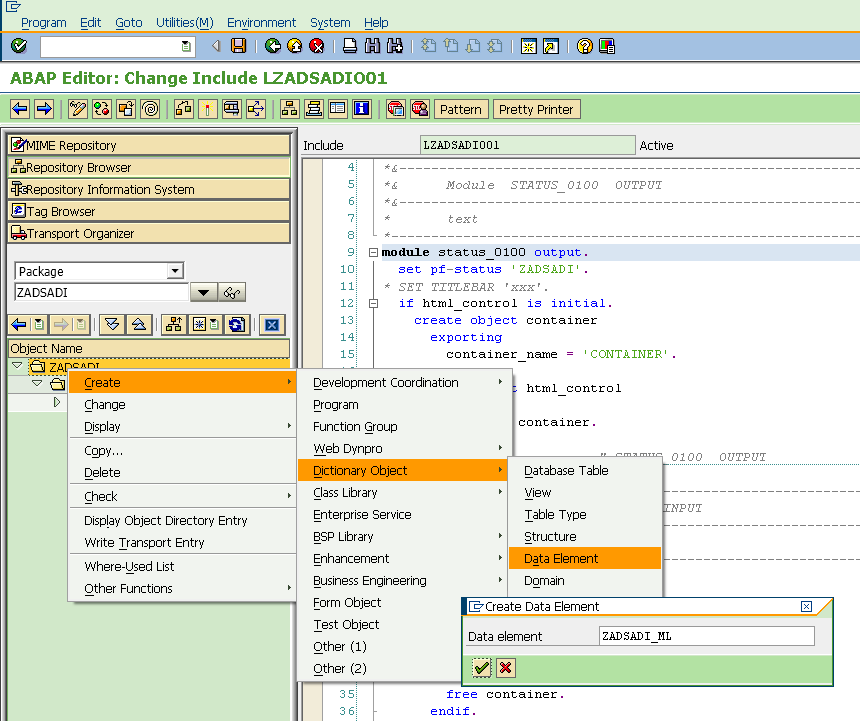 Program Edit Goto Utilities(M) Environment System Help
ABAP Editor: Change Include LZADSADIO01
Pattern Pretty Printer
MIME Repository
Repository Browser
Repository Information System
Tag Browser
Transport Organizer
Package
ZADSADI
Object Name
ZADSADI
Create
Change
Display
Copy...
Delete
Check
Display Object Directory Entry
Write Transport Entry
Where-Used List
Other Functions
Development Coordination
Program
Function Group
Web Dynpro
Dictionary Object
Class Library
Enterprise Service
BSP Library
Enhancement
Business Engineering
Form Object
Test Object
Other (1)
Other (2)
Database Table
View
Table Type
Structure
Data Element
Domain
Create Data Element
Data element ZADSADI_ML
Include LZADSADIO01 Active
4 *&---------------------------------------------------------------
5 *& Module STATUS_0100 OUTPUT
6 *&---------------------------------------------------------------
7 * text
8 *----------------------------------------------------------------
9 module status_0100 output.
10 set pf-status 'ZADSADI'.
11 * SET TITLEBAR 'xxx'.
12 if html_control is initial.
13 create object container
14 exporting
15 container_name = 'CONTAINER'.
html_control
container.
" STATUS_0100 OUTPUT
INPUT
35 free container.
36 endif.